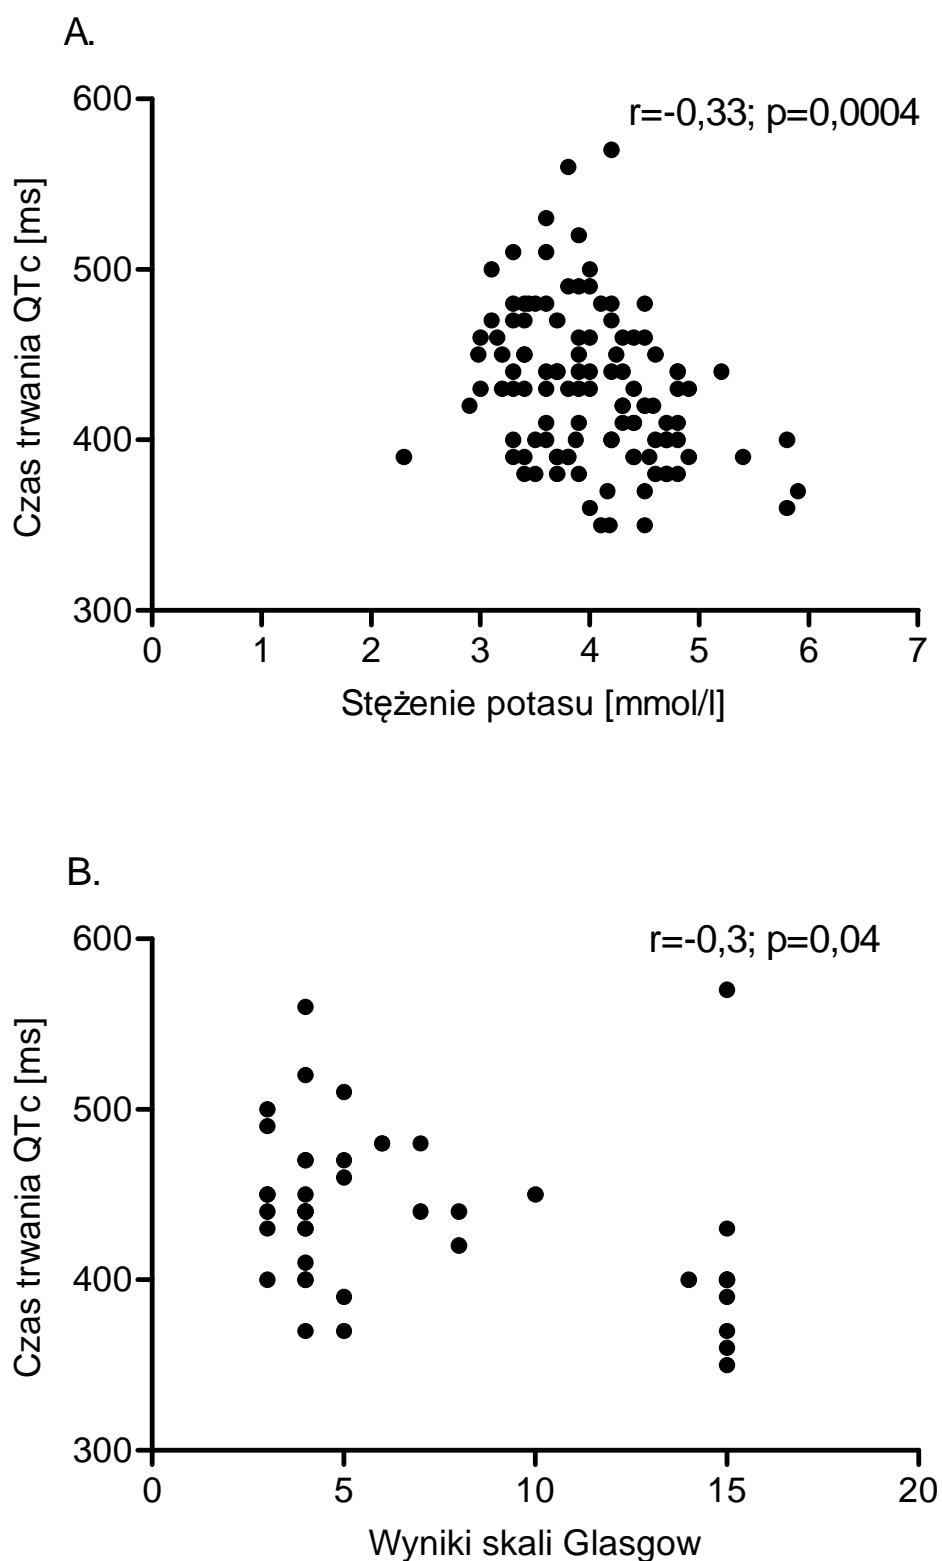 A.
r=-0,33; p=0,0004
600
500
400
300
Czas trwania QTc [ms]
0 1 2 3 4 5 6 7
Stężenie potasu [mmol/l]
B.
r=-0,3; p=0,04
600
500
400
300
Czas trwania QTc [ms]
0 5 10 15 20
Wyniki skali Glasgow